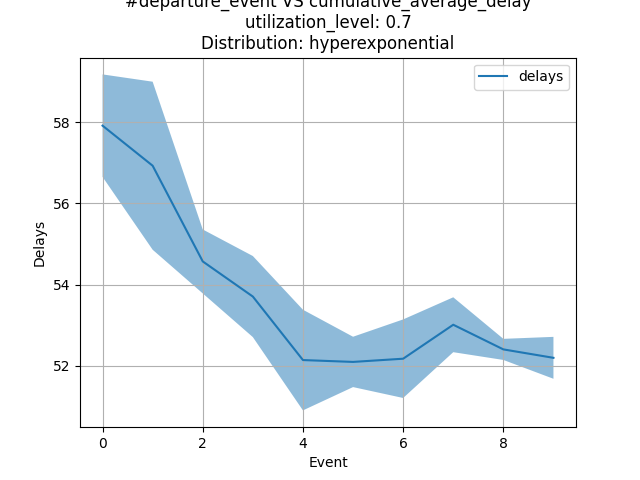 #departure_event VS cumulative_average_delay
utilization_level: 0.7
Distribution: hyperexponential
delays
58
56
54
52
Delays
0 2 4 6 8
Event